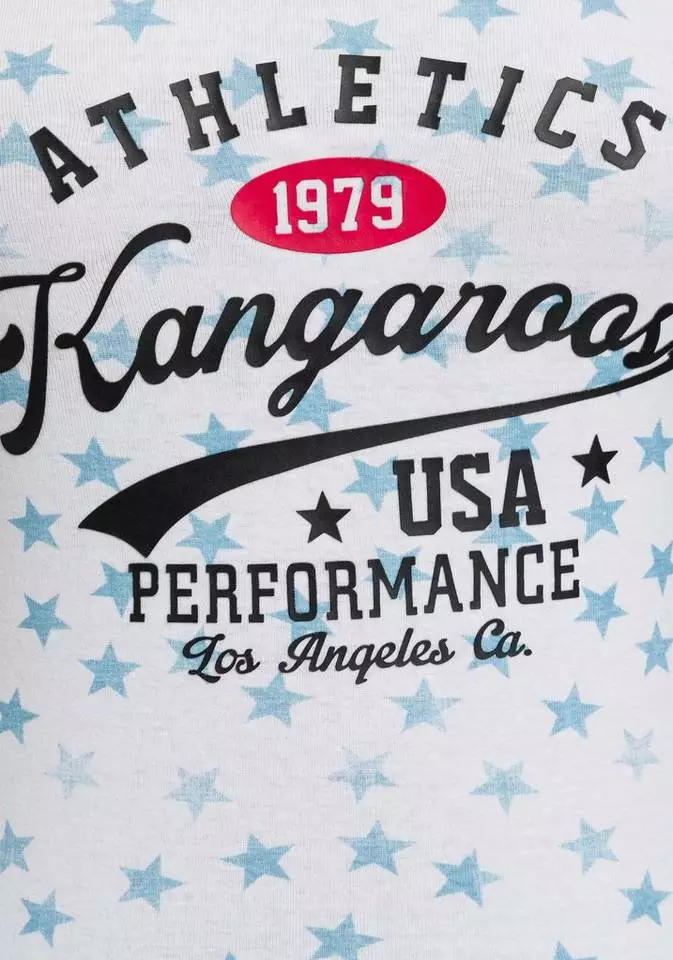 ATHLETICS
1979
Kangaroos
USA
PERFORMANCE
Los Angeles Ca.